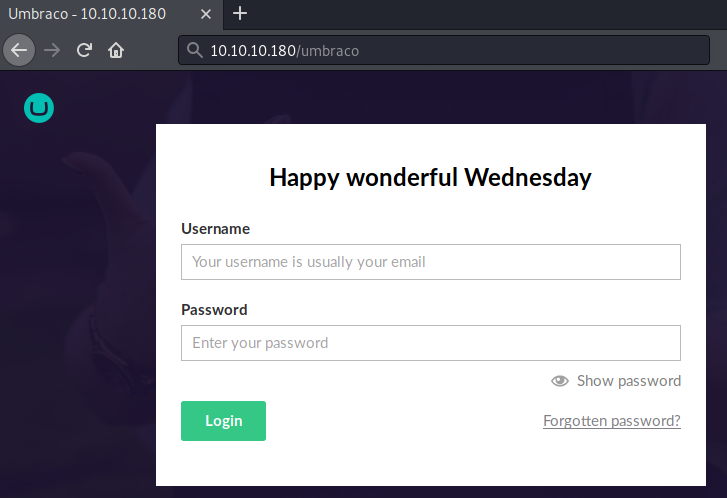 Umbraco - 10.10.10.180
10.10.10.180/umbraco
Happy wonderful Wednesday
Username
Your username is usually your email
Password
Enter your password
Show password
Login
Forgotten password?